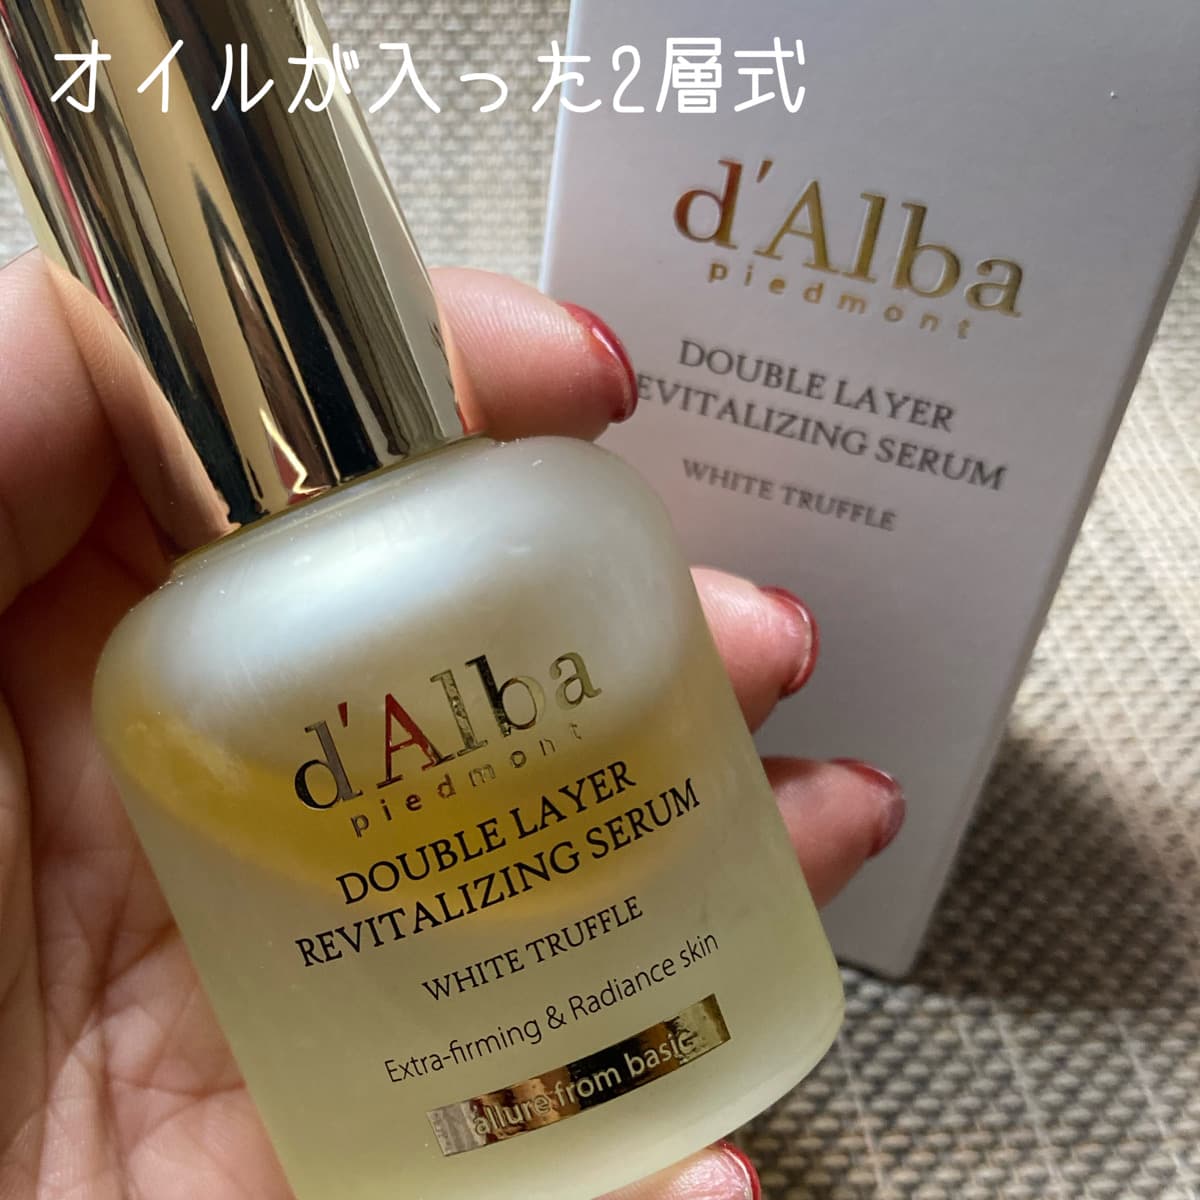 オイルが入った2層式
d'Alba
piedmont
DOUBLE LAYER
REVITALIZING SERUM
WHITE TRUFFLE
d'Alba
piedmont
DOUBLE LAYER
REVITALIZING SERUM
WHITE TRUFFLE
Extra-firming & Radiance skin
allure from basic